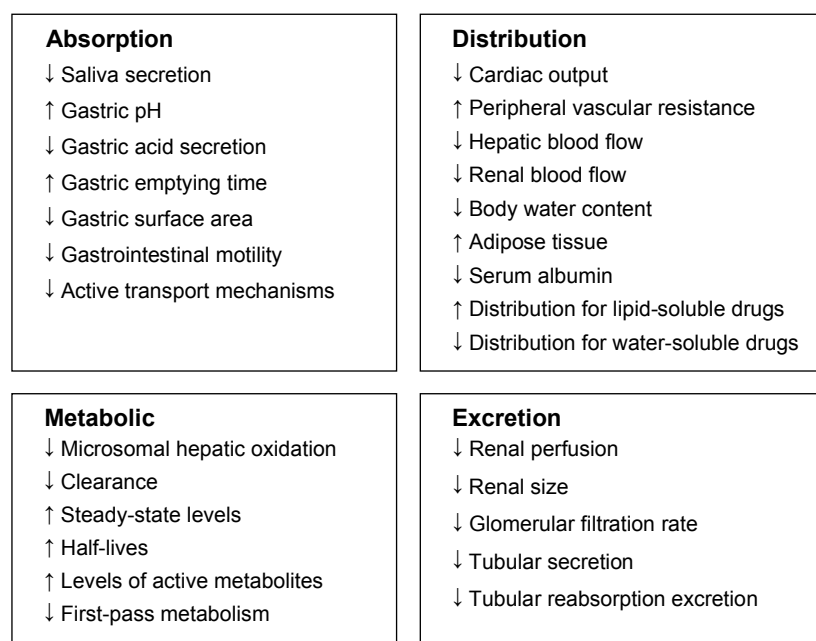 Absorption
↓ Saliva secretion
↑ Gastric pH
↓ Gastric acid secretion
↑ Gastric emptying time
↓ Gastric surface area
↓ Gastrointestinal motility
↓ Active transport mechanisms
Distribution
↓ Cardiac output
↑ Peripheral vascular resistance
↓ Hepatic blood flow
↓ Renal blood flow
↓ Body water content
↑ Adipose tissue
↓ Serum albumin
↑ Distribution for lipid-soluble drugs
↓ Distribution for water-soluble drugs
Metabolic
↓ Microsomal hepatic oxidation
↓ Clearance
↑ Steady-state levels
↑ Half-lives
↑ Levels of active metabolites
↓ First-pass metabolism
Excretion
↓ Renal perfusion
↓ Renal size
↓ Glomerular filtration rate
↓ Tubular secretion
↓ Tubular reabsorption excretion